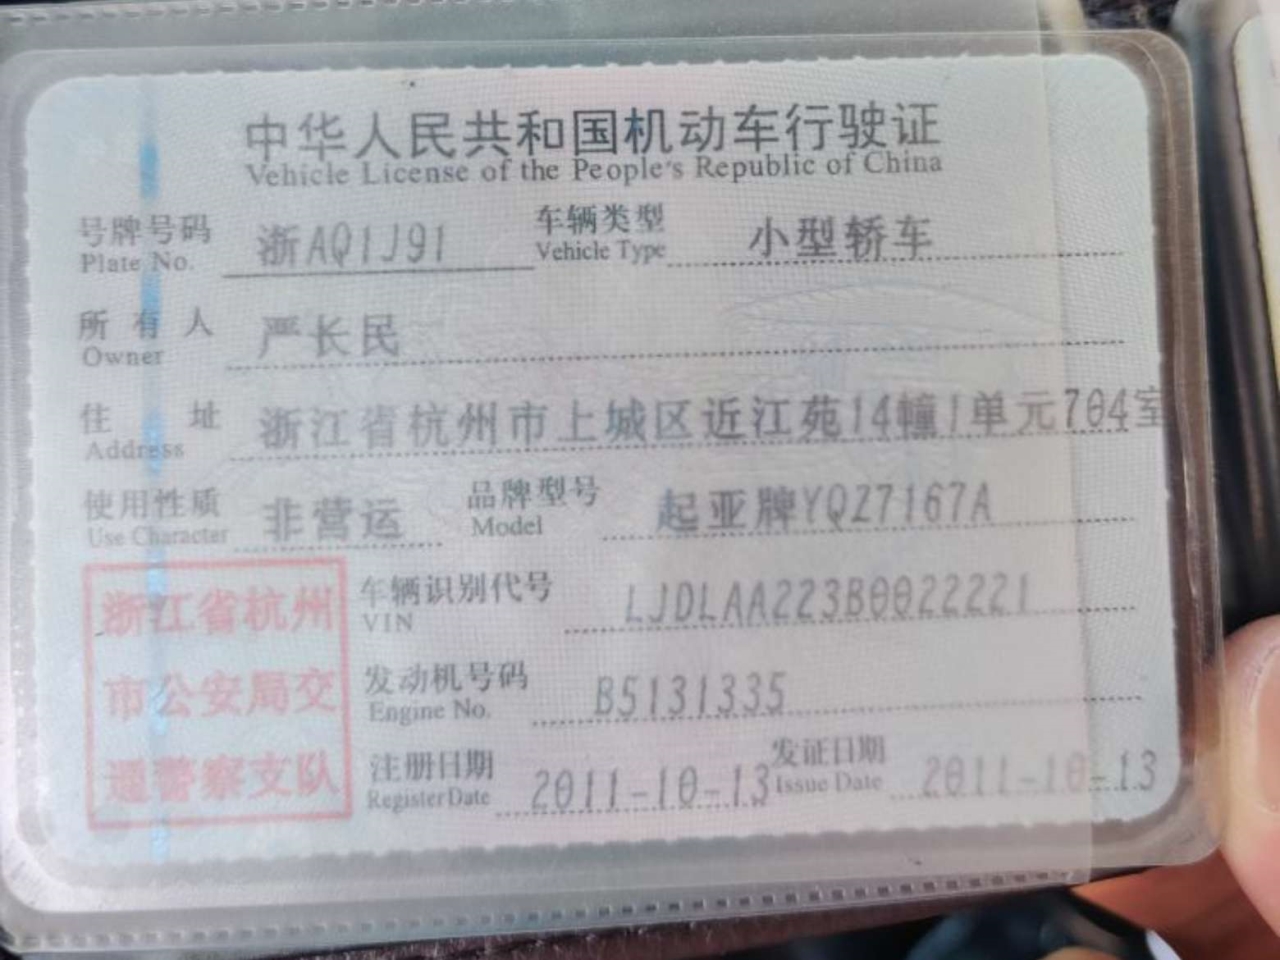 中华人民共和国机动车行驶证
Vehicle License of the People's Republic of China
号牌号码 浙AQ1J91 车辆类型 小型轿车
Plate No. Vehicle Type
所有人 严长民
Owner
住址 浙江省杭州市上城区近江苑14幢1单元704室
Address
使用性质 非营运 品牌型号 起亚牌YQZ7167A
Use Character Model
浙江省杭州
市公安局交
通警察支队
车辆识别代号 LJDLAA223B0022221
VIN
发动机号码 B5131335
Engine No.
注册日期 2011-10-13 发证日期 2011-10-13
Register Date Issue Date